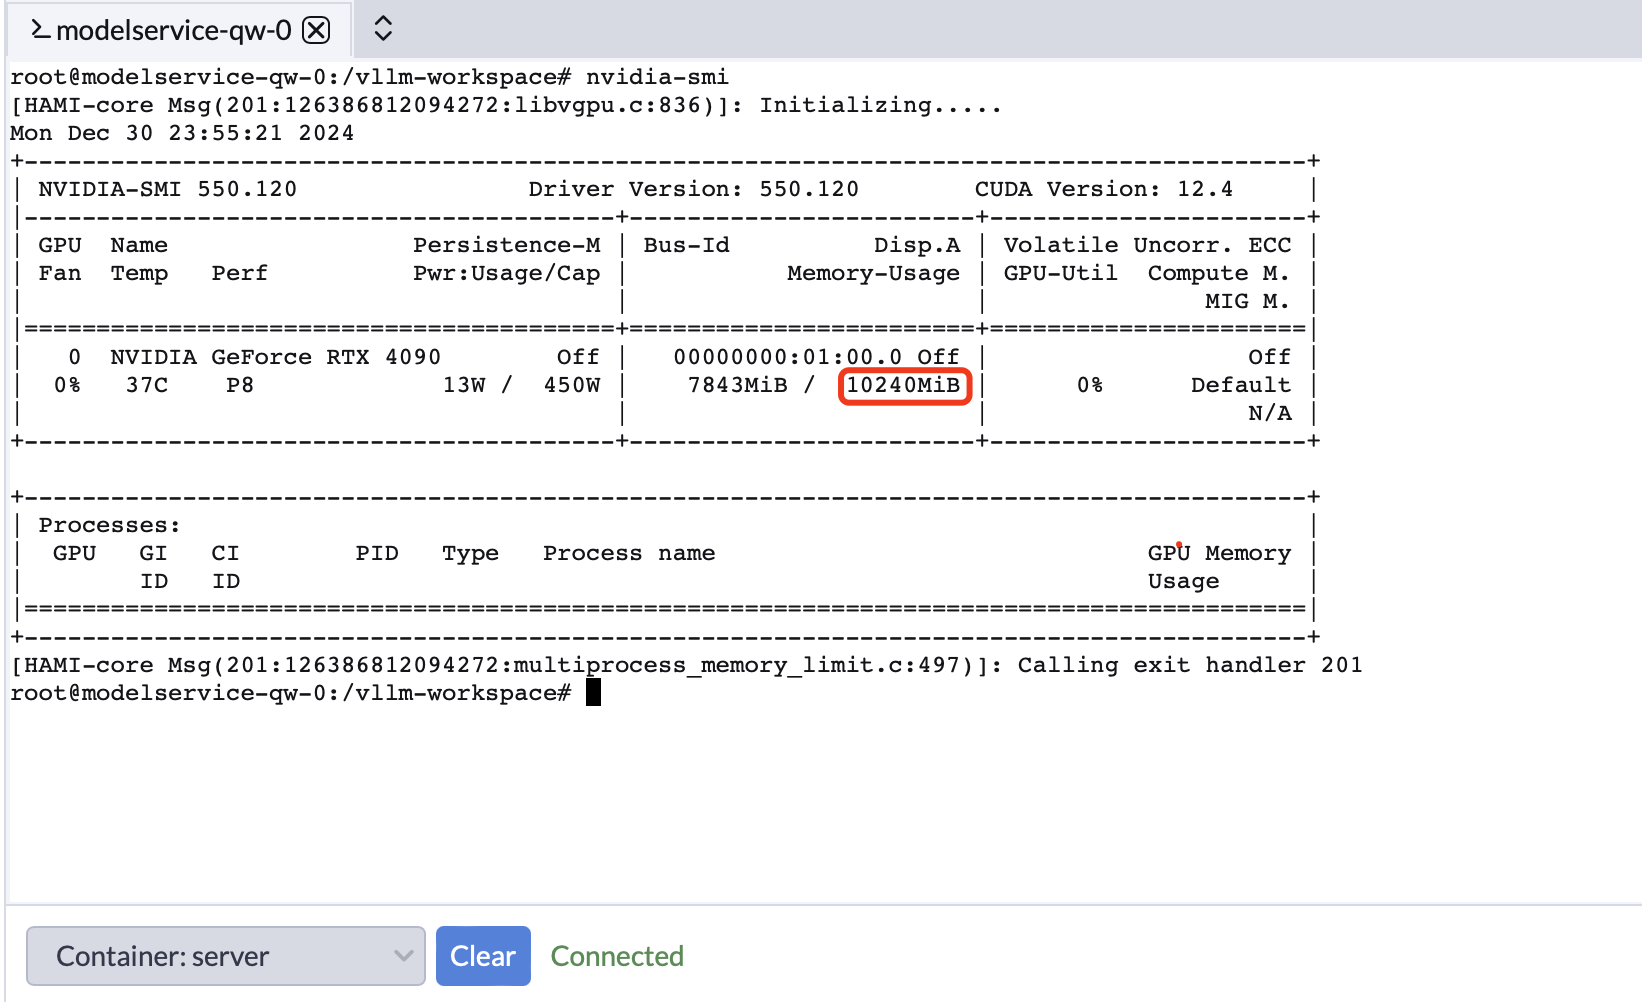 modelservice-qw-0
root@modelservice-qw-0:/vllm-workspace# nvidia-smi
[HAMI-core Msg(201:126386812094272:libvgpu.c:836)]: Initializing.....
Mon Dec 30 23:55:21 2024
+-----------------------------------------------------------------------------------------+
| NVIDIA-SMI 550.120                Driver Version: 550.120        CUDA Version: 12.4     |
|-----------------------------------------+------------------------+----------------------+
| GPU  Name                 Persistence-M | Bus-Id          Disp.A | Volatile Uncorr. ECC |
| Fan  Temp   Perf          Pwr:Usage/Cap |           Memory-Usage | GPU-Util  Compute M. |
|                                         |                        |               MIG M. |
|=========================================+========================+======================|
|   0  NVIDIA GeForce RTX 4090        Off |   00000000:01:00.0 Off |                  Off |
|  0%   37C    P8              13W /  450W |    7843MiB /  10240MiB |      0%      Default |
|                                         |                        |                  N/A |
+-----------------------------------------+------------------------+----------------------+
+-----------------------------------------------------------------------------------------+
| Processes:                                                                              |
|  GPU   GI   CI        PID   Type   Process name                              GPU Memory |
|        ID   ID                                                               Usage      |
|=========================================================================================|
+-----------------------------------------------------------------------------------------+
[HAMI-core Msg(201:126386812094272:multiprocess_memory_limit.c:497)]: Calling exit handler 201
root@modelservice-qw-0:/vllm-workspace#
Container: server
Clear
Connected